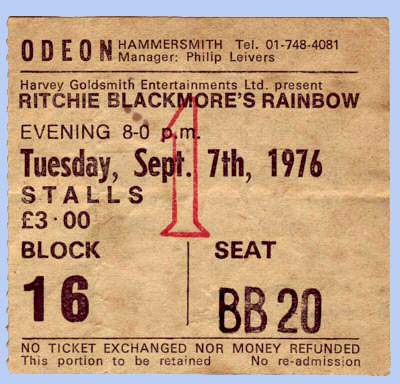 ODEON HAMMERSMITH Tel. 01-748-4081
Manager: Philip Leivers
Harvey Goldsmith Entertainments Ltd. present
RITCHIE BLACKMORE'S RAINBOW
EVENING 8-0 p.m.
Tuesday, Sept. 7th, 1976
1
STALLS
£3·00
BLOCK SEAT
16 BB 20
NO TICKET EXCHANGED NOR MONEY REFUNDED
This portion to be retained No re-admission